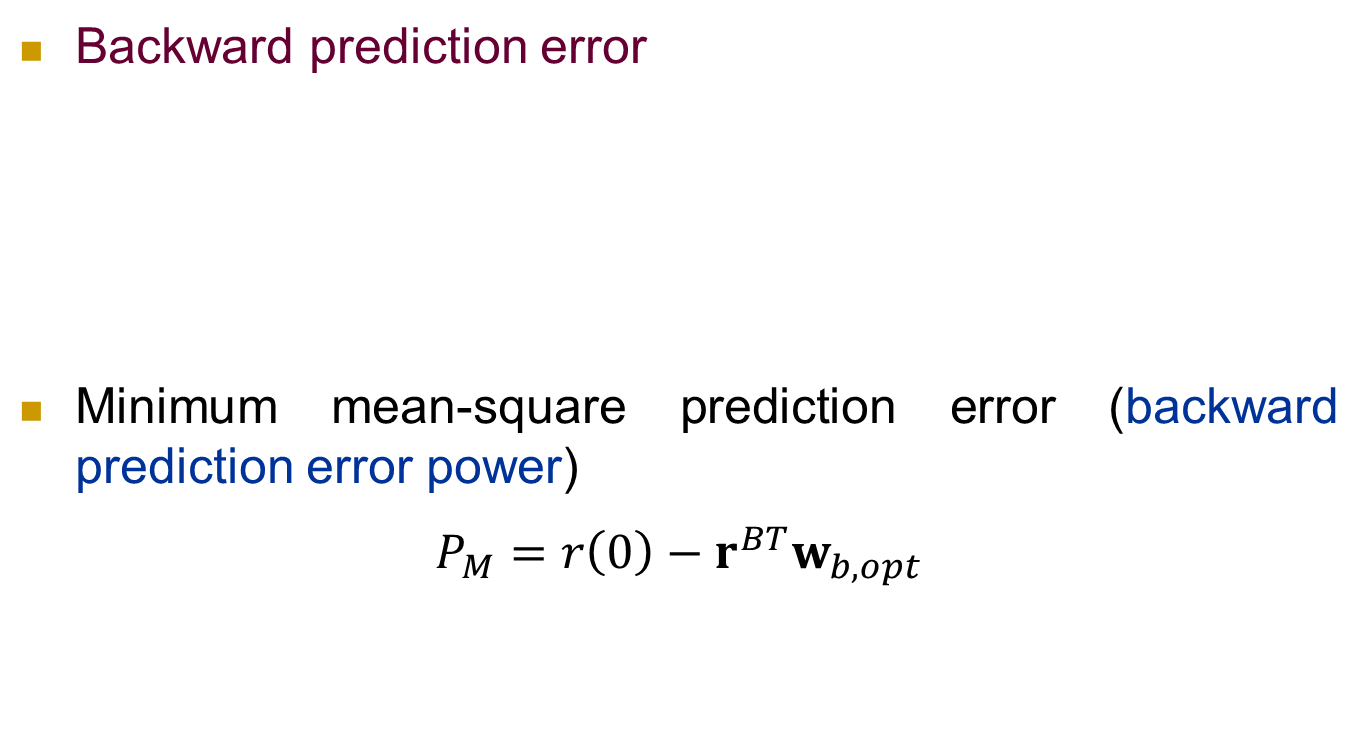 Backward prediction error
Minimum mean-square prediction error (backward
prediction error power)
𝑃_𝑀 = 𝑟(0) − 𝐫^{𝐵𝑇}𝐰_{𝑏,𝑜𝑝𝑡}